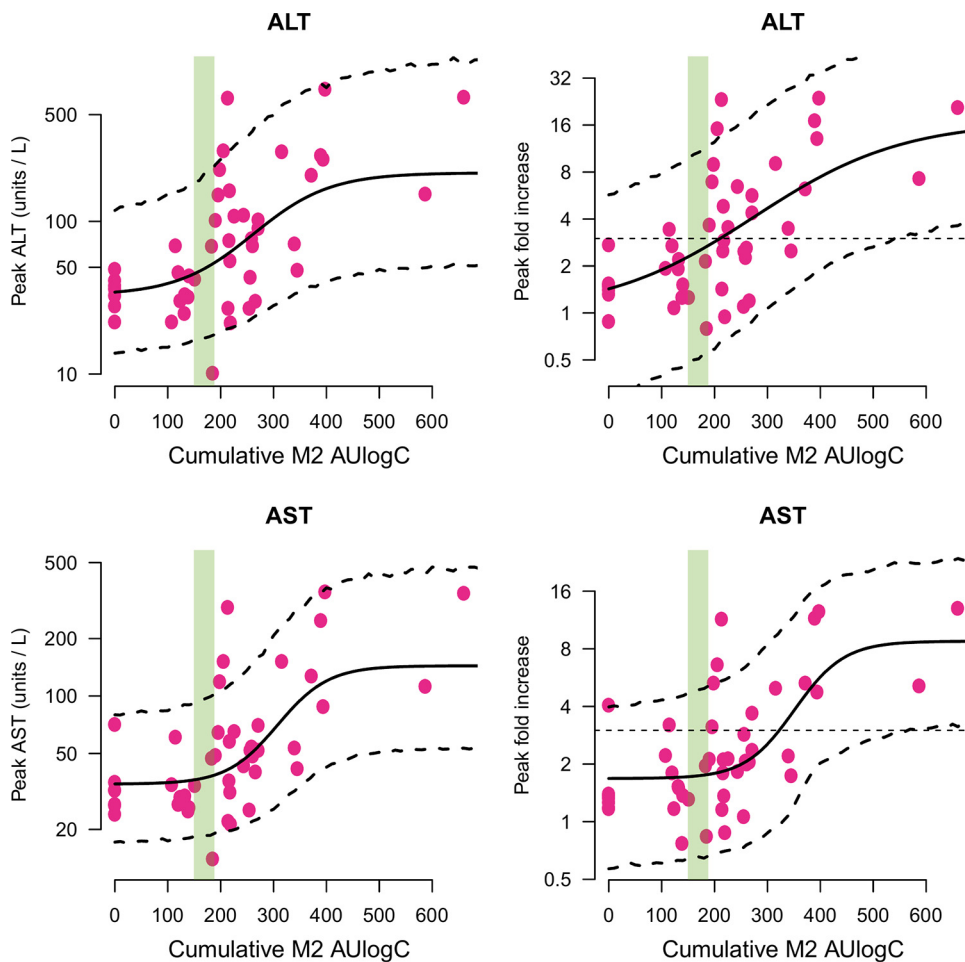 ALT
Peak ALT (units / L)
500
100
50
10
0 100 200 300 400 600
Cumulative M2 AUlogC
ALT
Peak fold increase
32
16
8
4
2
1
0.5
0 100 200 300 400 600
Cumulative M2 AUlogC
AST
Peak AST (units / L)
500
200
100
50
20
0 100 200 300 400 600
Cumulative M2 AUlogC
AST
Peak fold increase
16
8
4
2
1
0.5
0 100 200 300 400 600
Cumulative M2 AUlogC